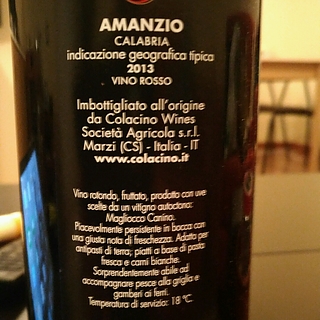 AMANZIO
CALABRIA
indicazione geografica tipica
2013
VINO ROSSO
Imbottigliato all'origine
da Colacino Wines
Società Agricola s.r.l.
Marzi (CS) - Italia - IT
www.colacino.it
Vino rotondo, fruttato, prodotto con uve
scelte da un vitigno autoctono:
Magliocco Canino.
Piacevolmente persistente in bocca con
una giusta nota di freschezza. Adatto per
antipasti di terra; piatti a base di pasta
fresca e carni bianche.
Sorprendentemente abile ad
accompagnare pesce alla griglia e
gamberi ai ferri.
Temperatura di servizio: 18 °C.